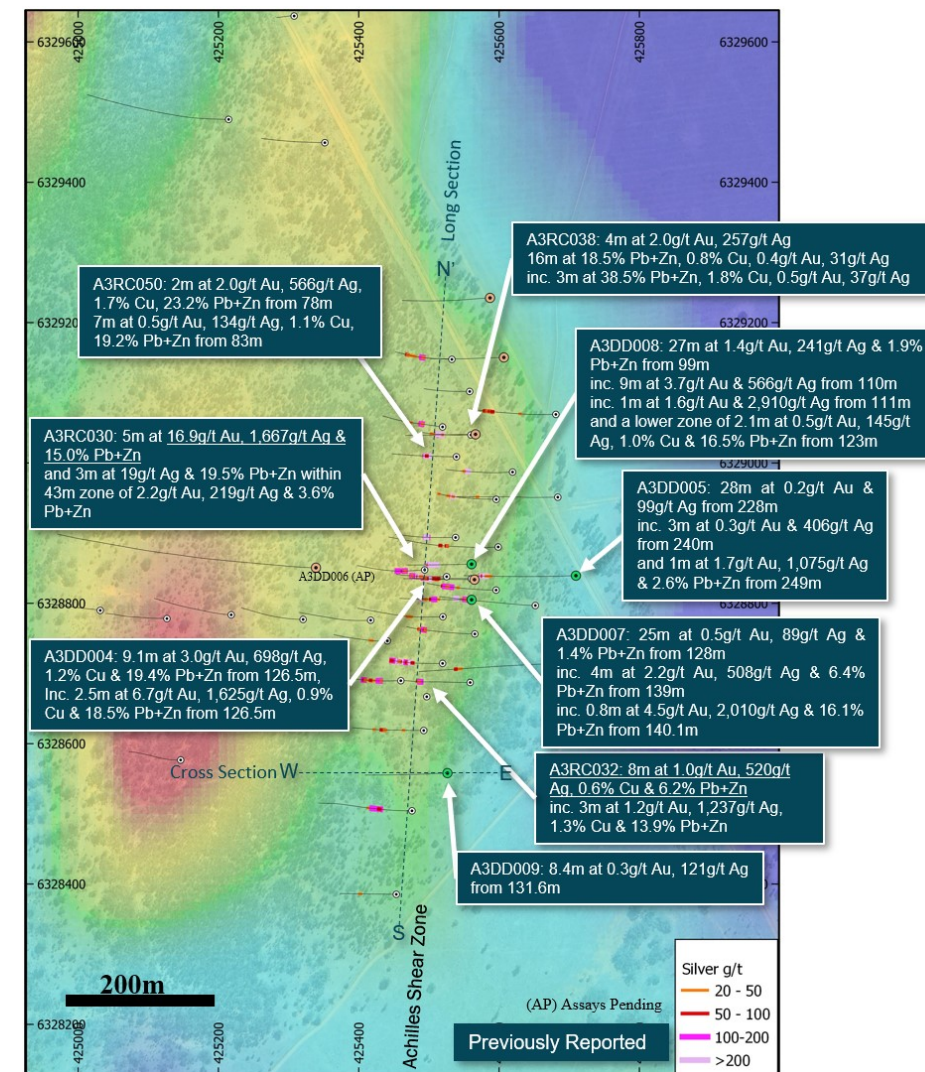 425000
425200
425400
425600
425800
6329600
6329600
6329400
6329400
Long Section
N'
A3RC038: 4m at 2.0g/t Au, 257g/t Ag
16m at 18.5% Pb+Zn, 0.8% Cu, 0.4g/t Au, 31g/t Ag
inc. 3m at 38.5% Pb+Zn, 1.8% Cu, 0.5g/t Au, 37g/t Ag
A3RC050: 2m at 2.0g/t Au, 566g/t Ag,
1.7% Cu, 23.2% Pb+Zn from 78m
7m at 0.5g/t Au, 134g/t Ag, 1.1% Cu,
19.2% Pb+Zn from 83m
6329200
6329200
A3DD008: 27m at 1.4g/t Au, 241g/t Ag & 1.9%
Pb+Zn from 99m
inc. 9m at 3.7g/t Au & 566g/t Ag from 110m
inc. 1m at 1.6g/t Au & 2,910g/t Ag from 111m
and a lower zone of 2.1m at 0.5g/t Au, 145g/t
Ag, 1.0% Cu & 16.5% Pb+Zn from 123m
A3RC030: 5m at 16.9g/t Au, 1,667g/t Ag &
15.0% Pb+Zn
and 3m at 19g/t Ag & 19.5% Pb+Zn within
43m zone of 2.2g/t Au, 219g/t Ag & 3.6%
Pb+Zn
6329000
A3DD005: 28m at 0.2g/t Au &
99g/t Ag from 228m
inc. 3m at 0.3g/t Au & 406g/t Ag
from 240m
and 1m at 1.7g/t Au, 1,075g/t Ag
& 2.6% Pb+Zn from 249m
A3DD006 (AP)
6328800
6328800
A3DD007: 25m at 0.5g/t Au, 89g/t Ag &
1.4% Pb+Zn from 128m
inc. 4m at 2.2g/t Au, 508g/t Ag & 6.4%
Pb+Zn from 139m
inc. 0.8m at 4.5g/t Au, 2,010g/t Ag & 16.1%
Pb+Zn from 140.1m
A3DD004: 9.1m at 3.0g/t Au, 698g/t Ag,
1.2% Cu & 19.4% Pb+Zn from 126.5m,
Inc. 2.5m at 6.7g/t Au, 1,625g/t Ag, 0.9%
Cu & 18.5% Pb+Zn from 126.5m
6328600
Cross Section W
E
A3RC032: 8m at 1.0g/t Au, 520g/t
Ag, 0.6% Cu & 6.2% Pb+Zn
inc. 3m at 1.2g/t Au, 1,237g/t Ag,
1.3% Cu & 13.9% Pb+Zn
A3DD009: 8.4m at 0.3g/t Au, 121g/t Ag
from 131.6m
6328400
S
Achilles Shear Zone
200m
(AP) Assays Pending
Previously Reported
Silver g/t
20 - 50
50 - 100
100-200
>200
6328200
425000
425200
425400